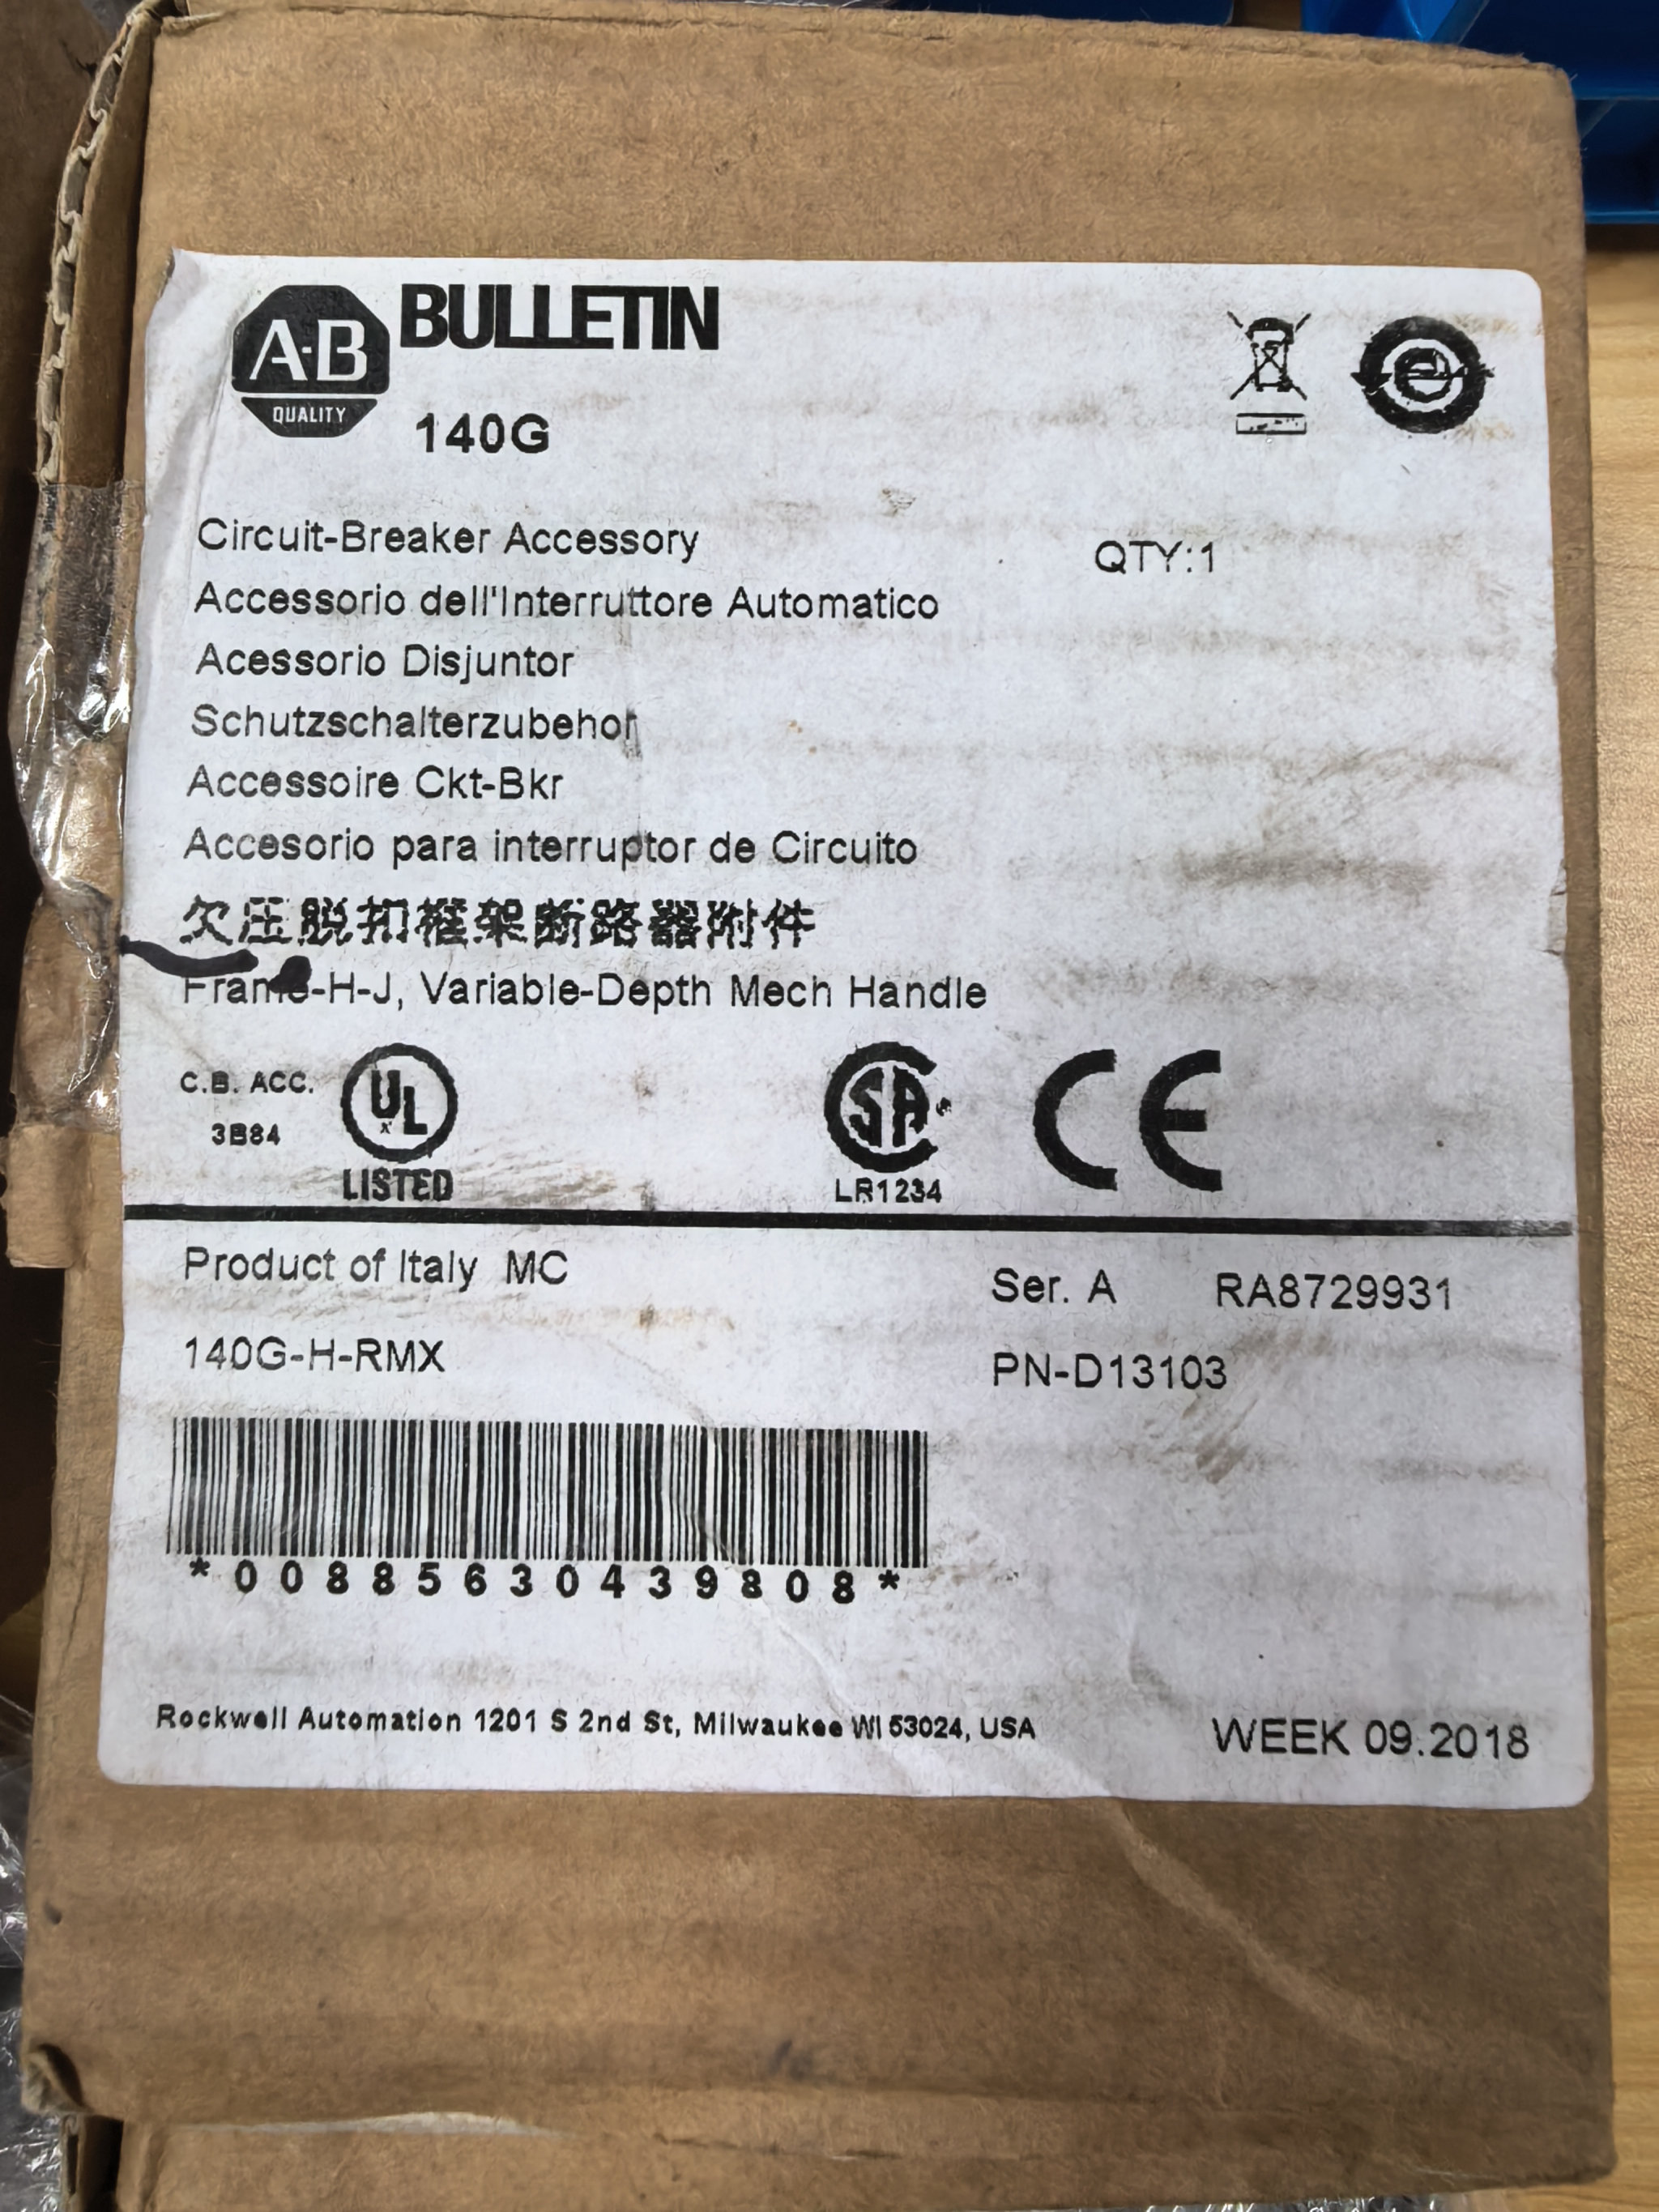 A-B
QUALITY
BULLETIN
140G
Circuit-Breaker Accessory
QTY:1
Accessorio dell'Interruttore Automatico
Acessorio Disjuntor
Schutzschalterzubehor
Accessoire Ckt-Bkr
Accesorio para interruptor de Circuito
欠压脱扣框架断路器附件
Frame-H-J, Variable-Depth Mech Handle
C.B. ACC.
3B84
UL
LISTED
SA
LR1234
CE
Product of Italy MC
Ser. A RA8729931
140G-H-RMX
PN-D13103
*00885630439808*
Rockwell Automation 1201 S 2nd St, Milwaukee WI 53024, USA
WEEK 09.2018